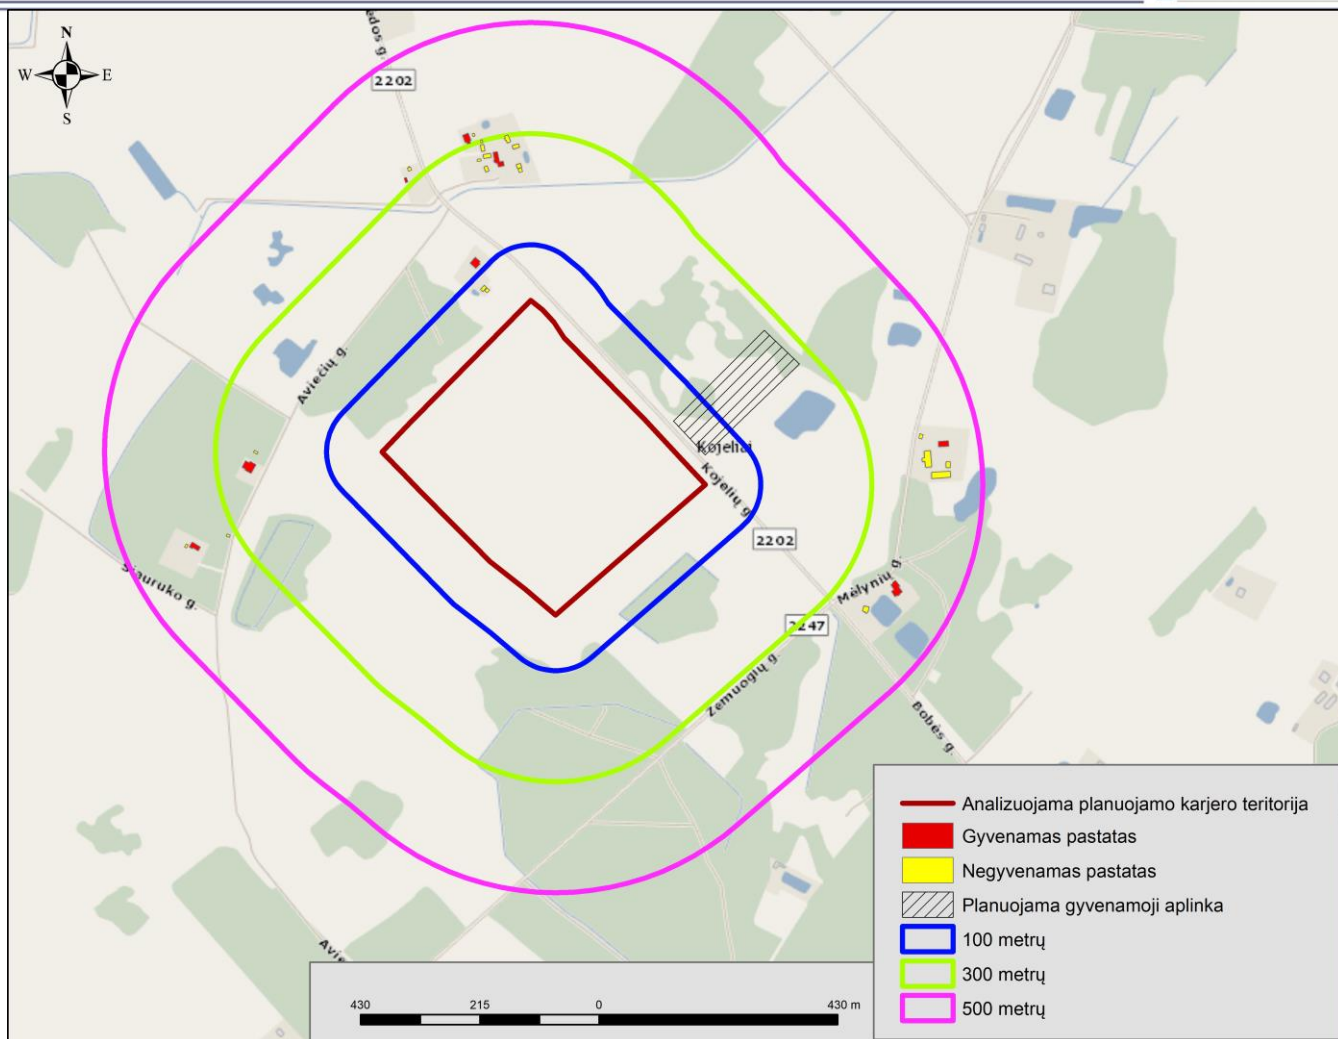 N
W E
S
edos g.
2202
Aviečių g.
Kojeliai
Kojelių g.
2202
Mėlynių g.
2247
Žemuogių g.
Bobės g.
Avie
Analizuojama planuojamo karjero teritorija
Gyvenamas pastatas
Negyvenamas pastatas
Planuojama gyvenamoji aplinka
100 metrų
300 metrų
500 metrų
430 215 0 430 m